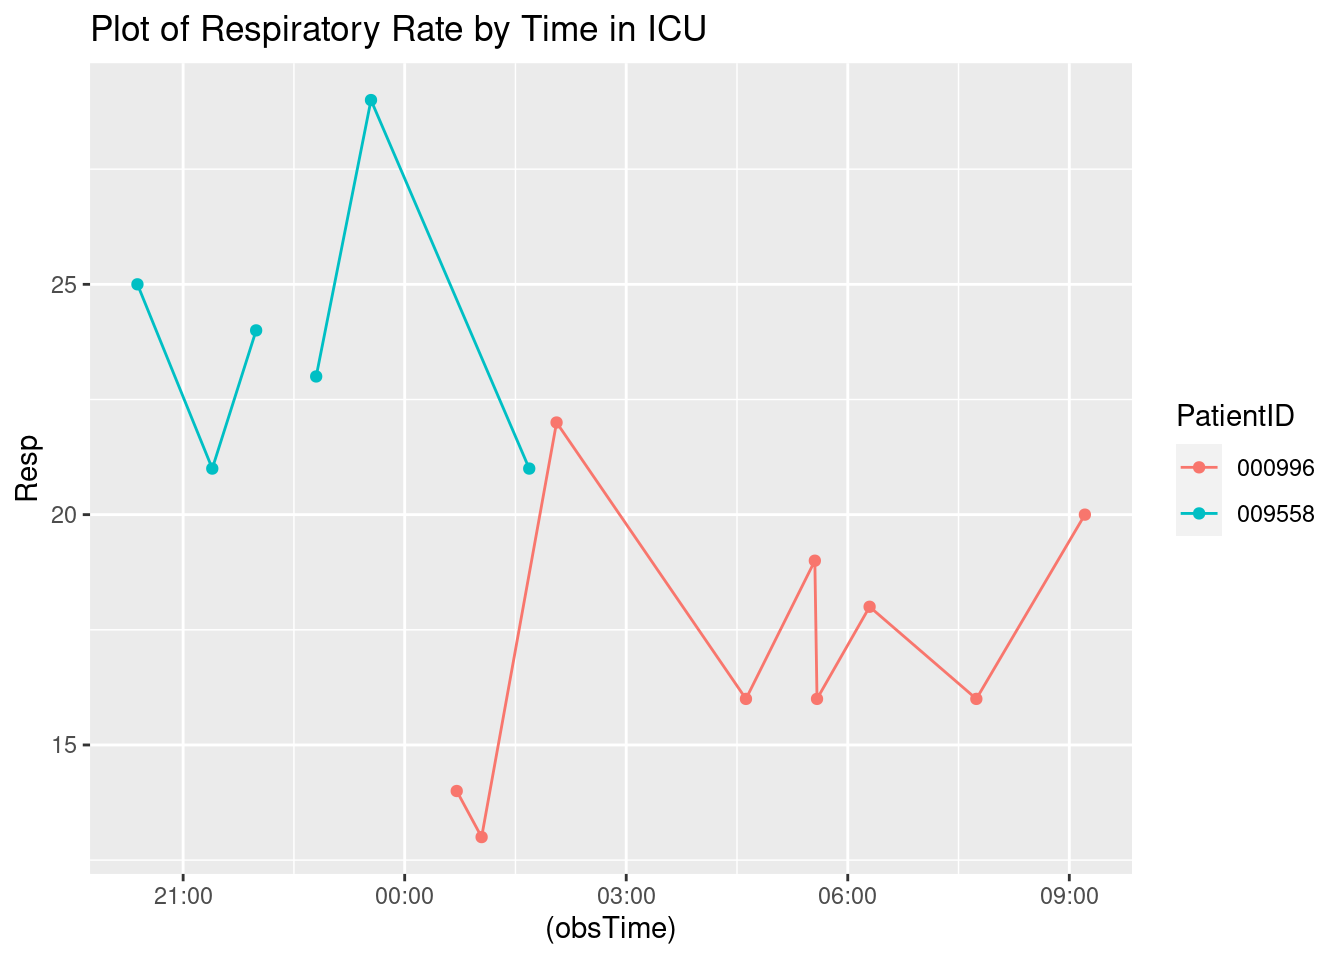 Plot of Respiratory Rate by Time in ICU
25
20
15
Resp
21:00 00:00 03:00 06:00 09:00
(obsTime)
PatientID
000996
009558